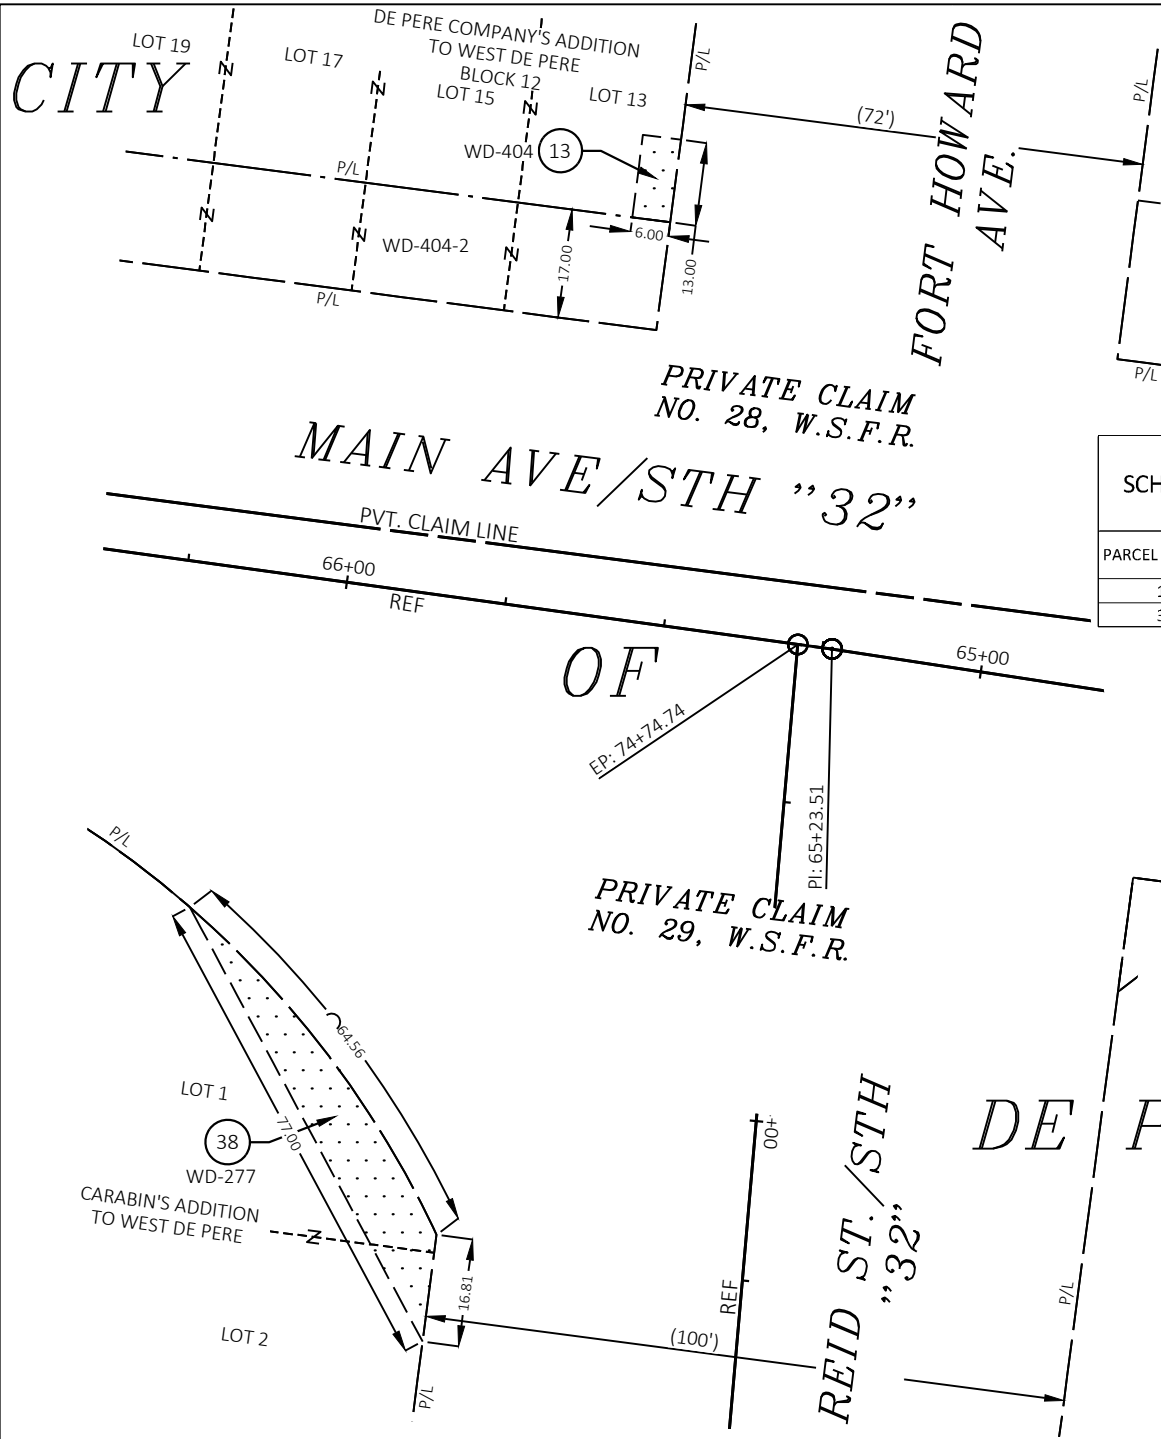 DE PERE COMPANY'S ADDITION
TO WEST DE PERE
BLOCK 12
LOT 19
LOT 17
LOT 15
LOT 13
CITY
P/L
(72')
P/L
FORT HOWARD
AVE.
WD-404
13
P/L
WD-404-2
6.00
17.00
13.00
P/L
P/L
PRIVATE CLAIM
NO. 28, W.S.F.R.
MAIN AVE/STH "32"
SCH
PARCEL
PVT. CLAIM LINE
66+00
REF
65+00
OF
EP: 74+74.74
PI: 65+23.51
P/L
PRIVATE CLAIM
NO. 29, W.S.F.R.
64.56
LOT 1
77.00
38
WD-277
CARABIN'S ADDITION
TO WEST DE PERE
+00
DE P
REID ST./STH
"32"
16.81
REF
P/L
LOT 2
(100')
P/L